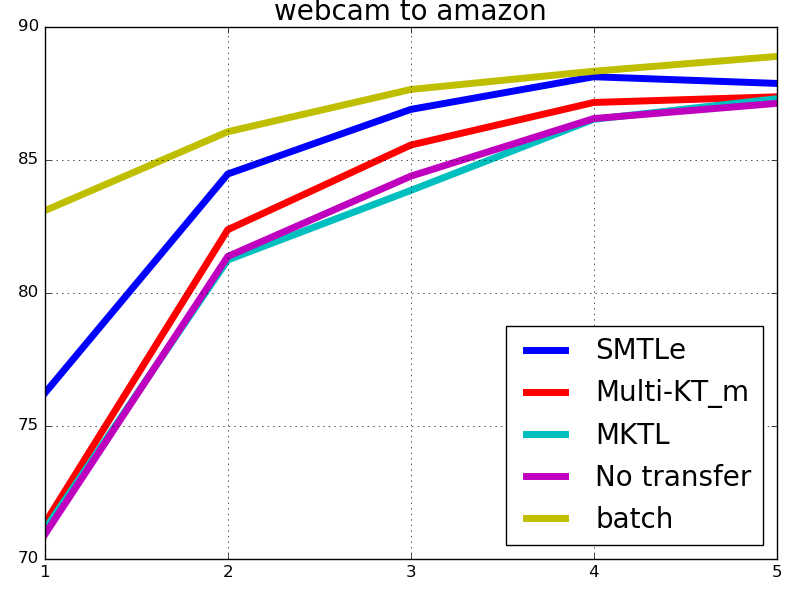 webcam to amazon
90
85
80
75
70
1 2 3 4 5
SMTLe
Multi-KT_m
MKTL
No transfer
batch